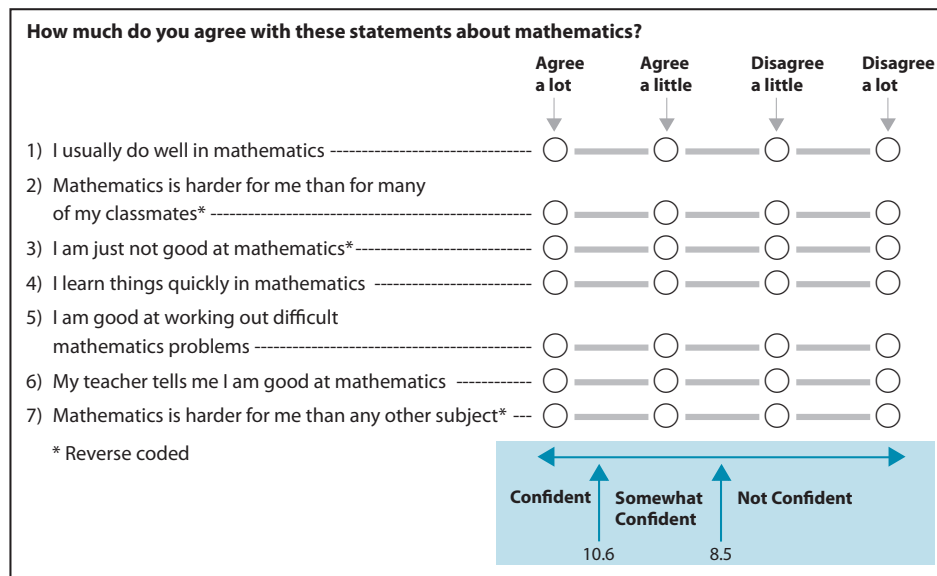 How much do you agree with these statements about mathematics?
Agree a lot
Agree a little
Disagree a little
Disagree a lot
1) I usually do well in mathematics
2) Mathematics is harder for me than for many
of my classmates*
3) I am just not good at mathematics*
4) I learn things quickly in mathematics
5) I am good at working out difficult
mathematics problems
6) My teacher tells me I am good at mathematics
7) Mathematics is harder for me than any other subject*
* Reverse coded
Confident
Somewhat Confident
Not Confident
10.6
8.5